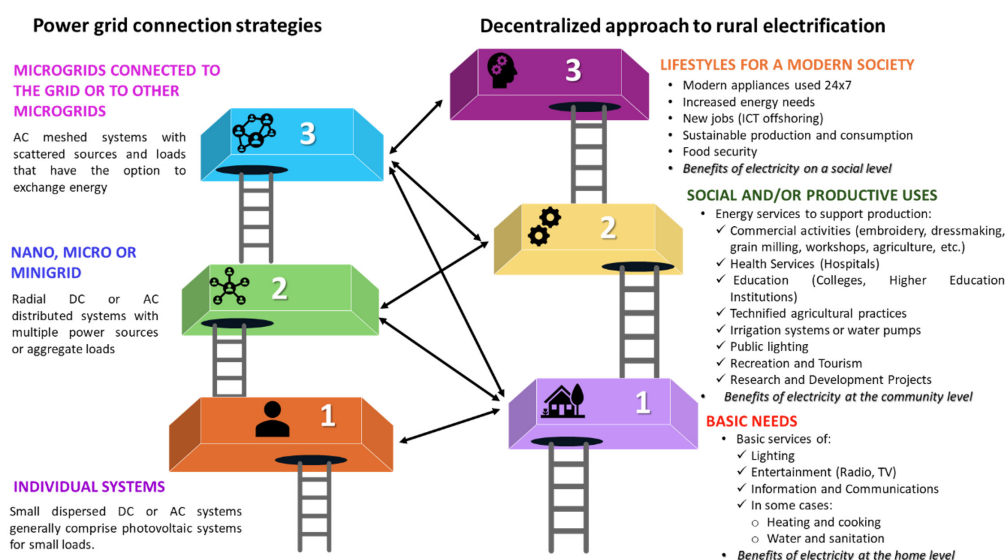 Power grid connection strategies
MICROGRIDS CONNECTED TO
THE GRID OR TO OTHER
MICROGRIDS
AC meshed systems with
scattered sources and loads
that have the option to
exchange energy
3
NANO, MICRO OR
MINIGRID
Radial DC or AC
distributed systems with
multiple power sources
or aggregate loads
2
1
INDIVIDUAL SYSTEMS
Small dispersed DC or AC systems
generally comprise photovoltaic systems
for small loads.
Decentralized approach to rural electrification
3
LIFESTYLES FOR A MODERN SOCIETY
• Modern appliances used 24x7
• Increased energy needs
• New jobs (ICT offshoring)
• Sustainable production and consumption
• Food security
• Benefits of electricity on a social level
2
SOCIAL AND/OR PRODUCTIVE USES
• Energy services to support production:
✓ Commercial activities (embroidery, dressmaking,
grain milling, workshops, agriculture, etc.)
✓ Health Services (Hospitals)
✓ Education (Colleges, Higher Education
Institutions)
✓ Technified agricultural practices
✓ Irrigation systems or water pumps
✓ Public lighting
✓ Recreation and Tourism
✓ Research and Development Projects
• Benefits of electricity at the community level
1
BASIC NEEDS
• Basic services of:
✓ Lighting
✓ Entertainment (Radio, TV)
✓ Information and Communications
✓ In some cases:
o Heating and cooking
o Water and sanitation
• Benefits of electricity at the home level